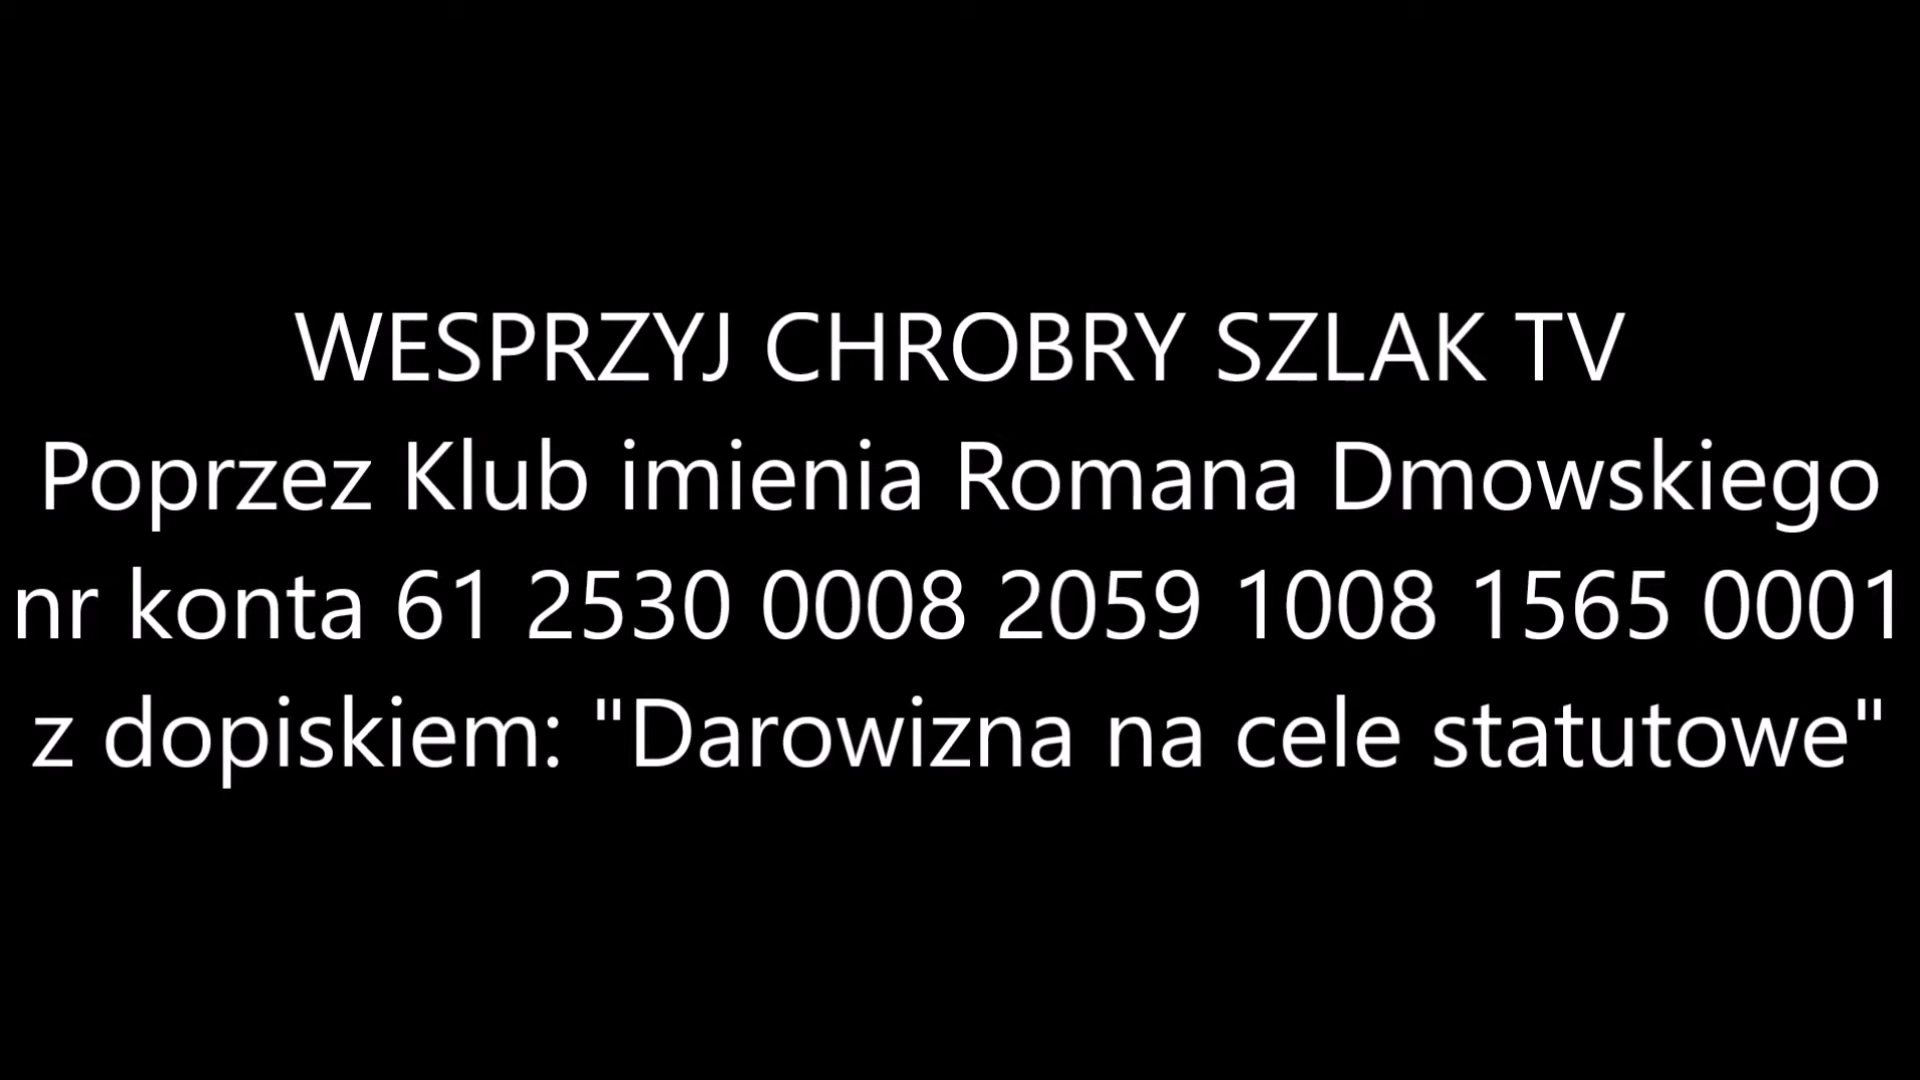 WESPRZYJ CHROBRY SZLAK TV
Poprzez Klub imienia Romana Dmowskiego
nr konta 61 2530 0008 2059 1008 1565 0001
z dopiskiem: "Darowizna na cele statutowe"